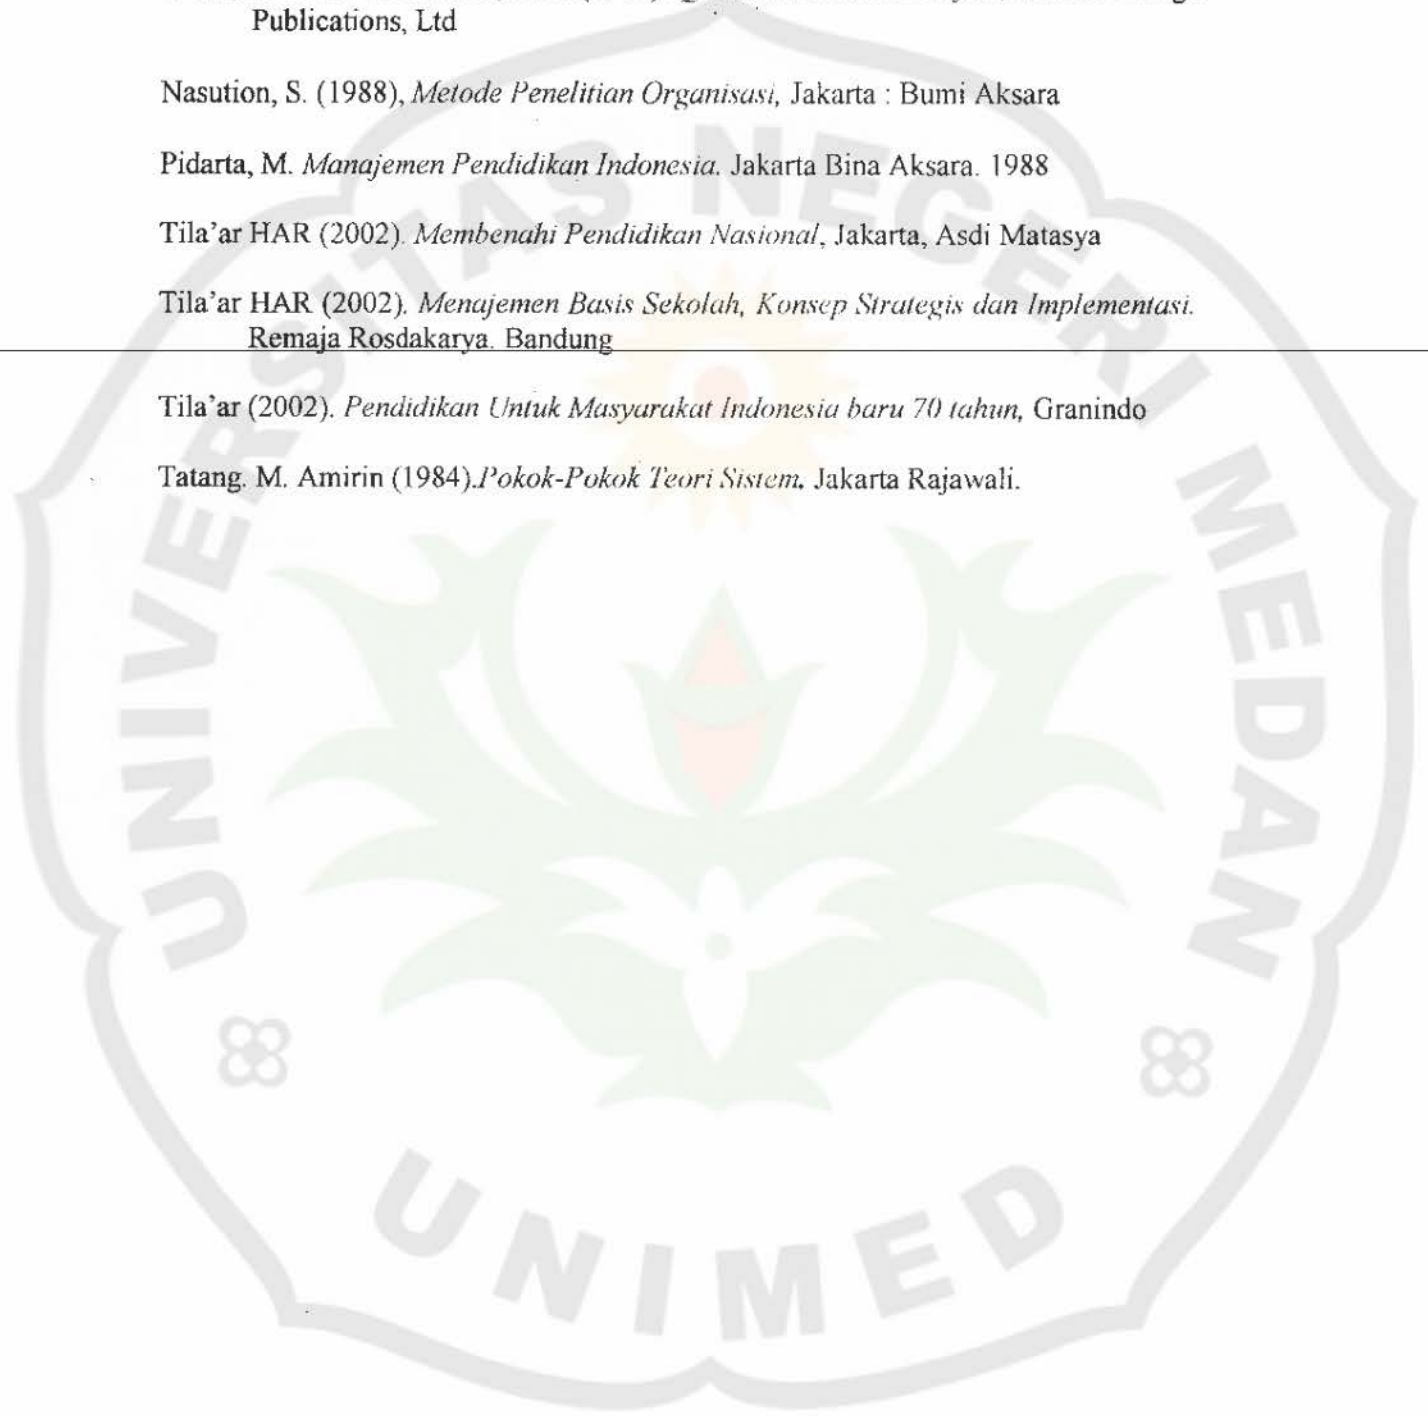 Publications, Ltd
Nasution, S. (1988), Metode Penelitian Organisasi, Jakarta : Bumi Aksara
Pidarta, M. Manajemen Pendidikan Indonesia. Jakarta Bina Aksara. 1988
Tila'ar HAR (2002). Membenahi Pendidikan Nasional, Jakarta, Asdi Matasya
Tila'ar HAR (2002). Menajemen Basis Sekolah, Konsep Strategis dan Implementasi.
Remaja Rosdakarya. Bandung
Tila'ar (2002). Pendidikan Untuk Masyarakat Indonesia baru 70 tahun, Granindo
Tatang. M. Amirin (1984).Pokok-Pokok Teori Sistem. Jakarta Rajawali.
UNIVERSITAS NEGERI MEDAN
UNIMED